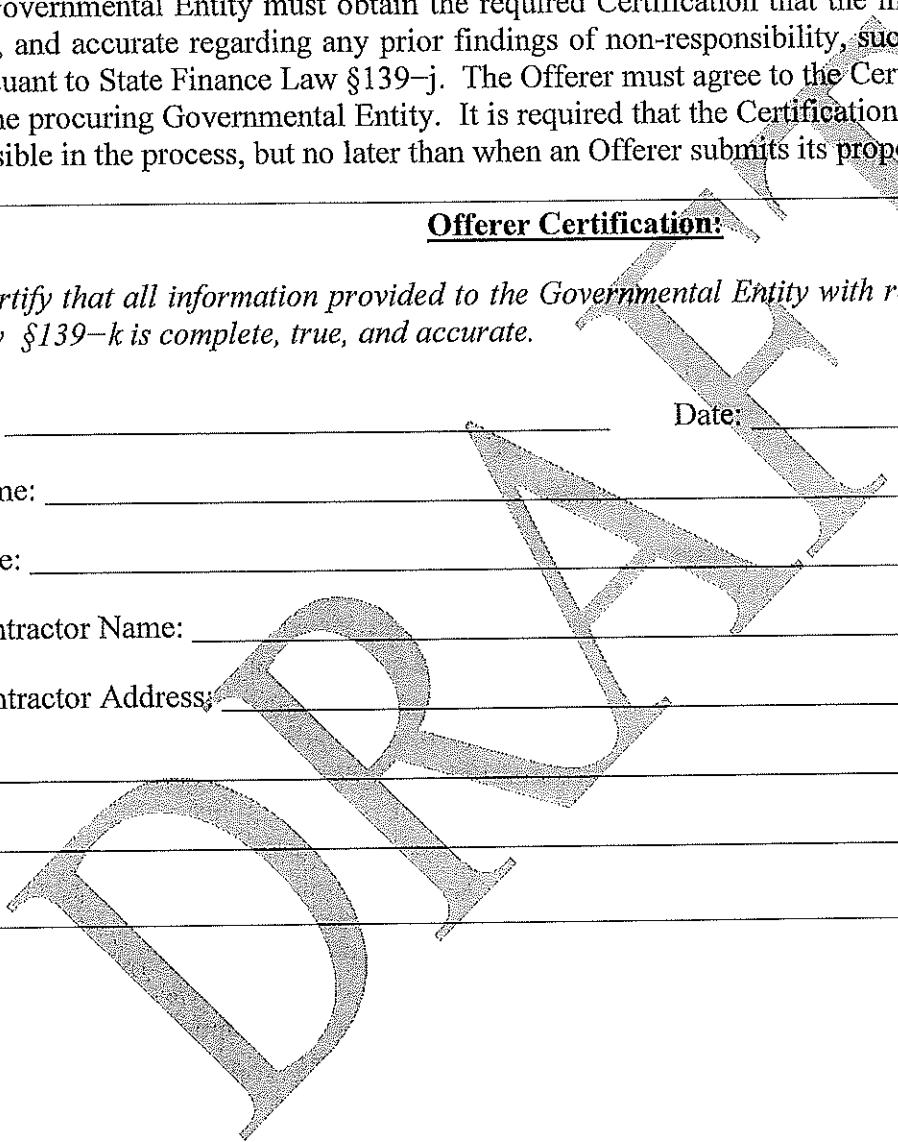 overnmental Entity must obtain the required Certification that the
, and accurate regarding any prior findings of non-responsibility, suc
uant to State Finance Law §139–j. The Offerer must agree to the Cer
ne procuring Governmental Entity. It is required that the Certification
sible in the process, but no later than when an Offerer submits its prop
Offerer Certification:
rtify that all information provided to the Governmental Entity with r
§139–k is complete, true, and accurate.
Date:
me:
e:
ntractor Name:
ntractor Address:
DRAFT